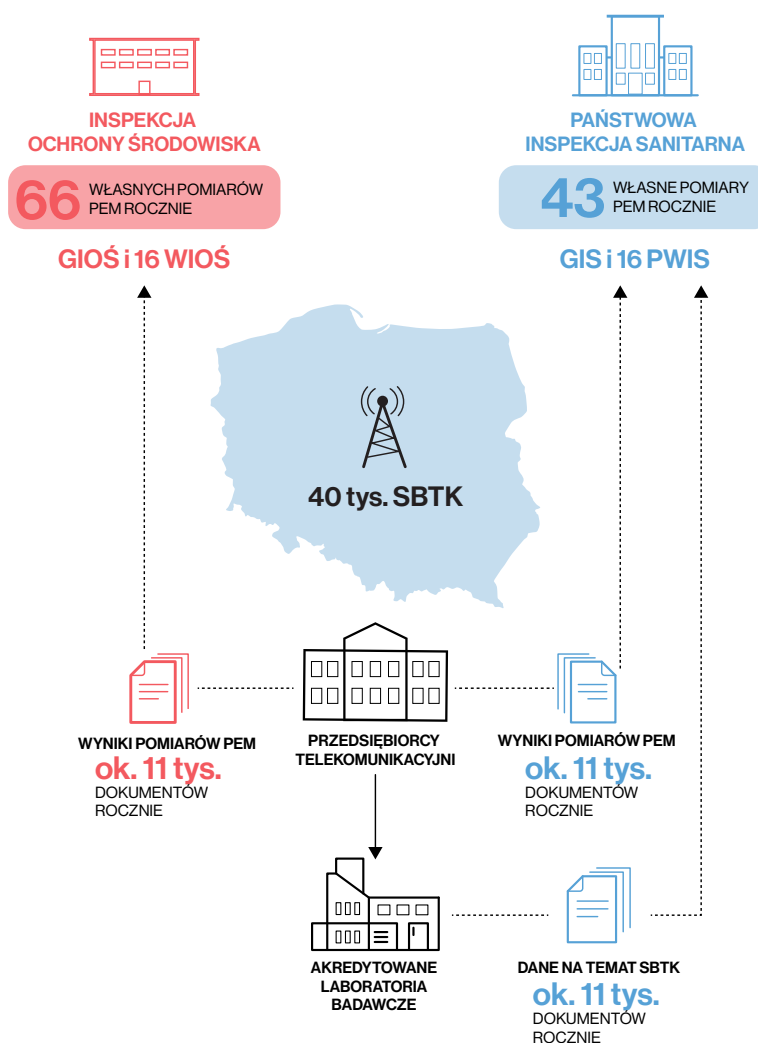 INSPEKCJA
OCHRONY ŚRODOWISKA
66 WŁASNYCH POMIARÓW
PEM ROCZNIE
GIOŚ i 16 WIOŚ
PAŃSTWOWA
INSPEKCJA SANITARNA
43 WŁASNE POMIARY
PEM ROCZNIE
GIS i 16 PWIS
40 tys. SBTK
WYNIKI POMIARÓW PEM
ok. 11 tys.
DOKUMENTÓW
ROCZNIE
PRZEDSIĘBIORCY
TELEKOMUNIKACYJNI
WYNIKI POMIARÓW PEM
ok. 11 tys.
DOKUMENTÓW
ROCZNIE
AKREDYTOWANE
LABORATORIA
BADAWCZE
DANE NA TEMAT SBTK
ok. 11 tys.
DOKUMENTÓW
ROCZNIE